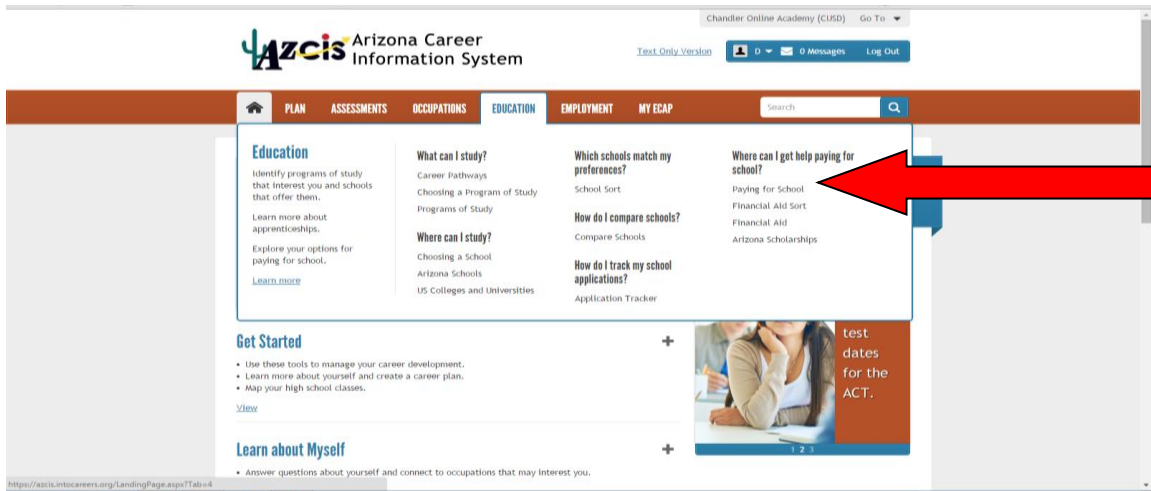 Chandler Online Academy (CUSD) Go To
AZCIS Arizona Career
Information System
Text Only Version
D 0 Messages Log Out
PLAN ASSESSMENTS OCCUPATIONS EDUCATION EMPLOYMENT MY ECAP Search
Education
Identify programs of study
that interest you and schools
that offer them.
Learn more about
apprenticeships.
Explore your options for
paying for school.
Learn more
What can I study?
Career Pathways
Choosing a Program of Study
Programs of Study
Where can I study?
Choosing a School
Arizona Schools
US Colleges and Universities
Which schools match my
preferences?
School Sort
How do I compare schools?
Compare Schools
How do I track my school
applications?
Application Tracker
Where can I get help paying for
school?
Paying for School
Financial Aid Sort
Financial Aid
Arizona Scholarships
Get Started
• Use these tools to manage your career development.
• Learn more about yourself and create a career plan.
• Map your high school classes.
View
test
dates
for the
ACT.
1 2 3
Learn about Myself
• Answer questions about yourself and connect to occupations that may interest you.
https://azcis.intocareers.org/LandingPage.aspx?Tab=4